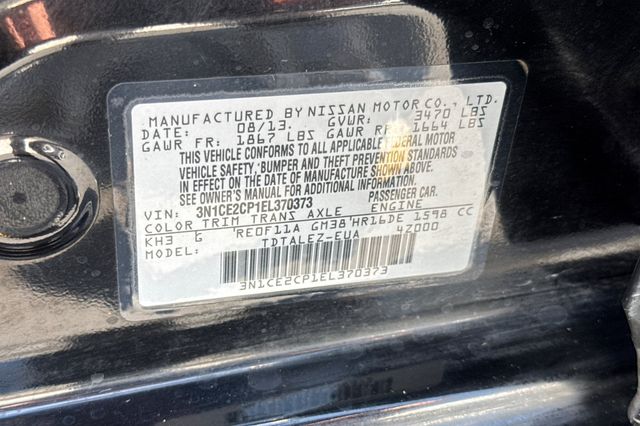 MANUFACTURED BY NISSAN MOTOR CO., LTD.
DATE: 08/13. GVWR: 3470 LBS
GAWR FR: 1867 LBS GAWR RR: 1664 LBS
THIS VEHICLE CONFORMS TO ALL APPLICABLE FEDERAL MOTOR
VEHICLE SAFETY, BUMPER AND THEFT PREVENTION STANDARDS
IN EFFECT ON THE DATE OF MANUFACTURE SHOWN ABOVE.
SEE OWNER'S MANUAL FOR ADDITIONAL INFORMATION.
VIN: 3N1CE2CP1EL370373 PASSENGER CAR.
COLOR TRIM TRANS AXLE ENGINE
KH3 G RE0F11A GM38 HR16DE 1598 CC
MODEL: TDTALEZ-EUA 47000
3N1CE2CP1EL370373